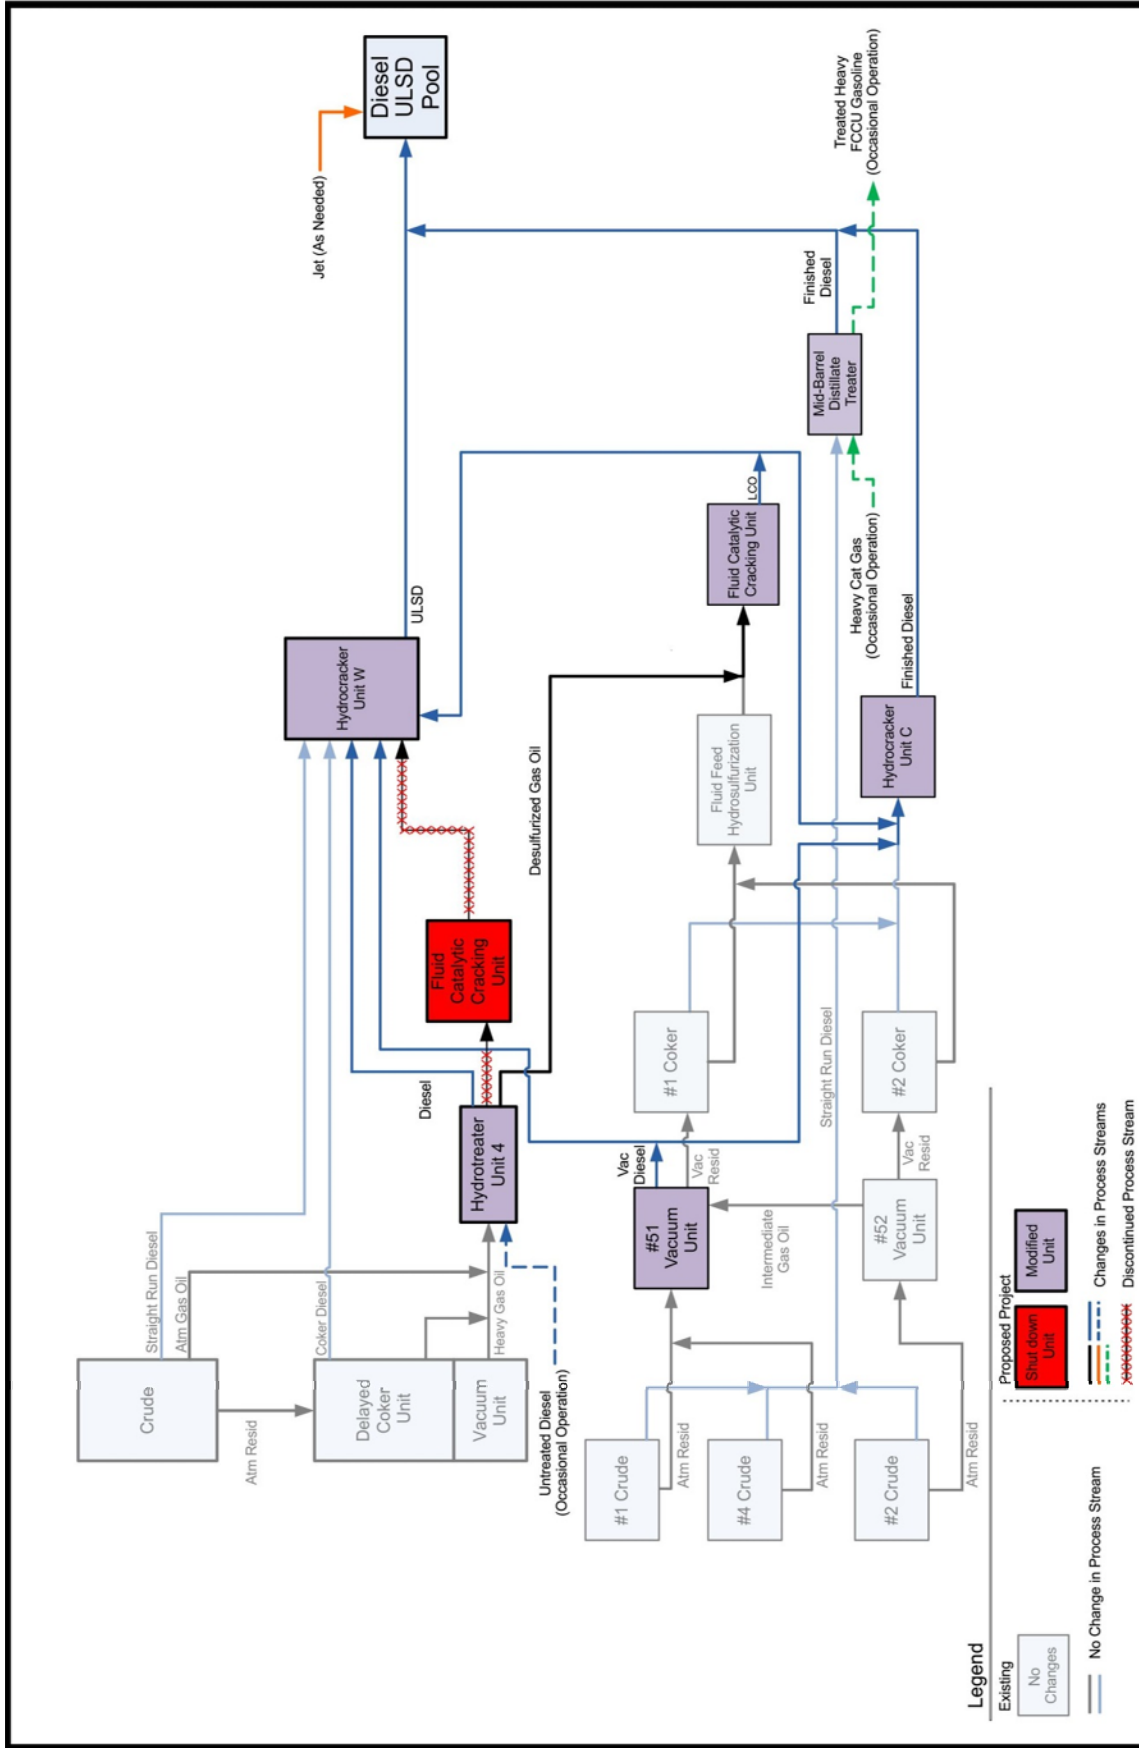 Crude
Straight Run Diesel
Atm Gas Oil
Atm Resid
Coker Diesel
Delayed
Coker
Unit
Vacuum
Unit
Heavy Gas Oil
Untreated Diesel
(Occasional Operation)
Hydrotreater
Unit 4
Diesel
Fluid
Catalytic
Cracking
Unit
Desulfurized Gas Oil
Hydrocracker
Unit W
ULSD
Jet (As Needed)
Diesel
ULSD
Pool
#1 Crude
#4 Crude
#2 Crude
Atm Resid
Atm Resid
Atm Resid
#51
Vacuum
Unit
Vac
Diesel
Vac
Resid
Intermediate
Gas Oil
#52
Vacuum
Unit
Vac
Resid
#1 Coker
#2 Coker
Straight Run Diesel
Fluid Feed
Hydrosulfurization
Unit
Hydrocracker
Unit C
Finished Diesel
Fluid Catalytic
Cracking Unit
LCO
Heavy Cat Gas
(Occasional Operation)
Mid-Barrel
Distillate
Treater
Finished
Diesel
Treated Heavy
FCCU Gasoline
(Occasional Operation)
Legend
Existing
No
Changes
No Change in Process Stream
Proposed Project
Shut down
Unit
Modified
Unit
Changes in Process Streams
Discontinued Process Stream